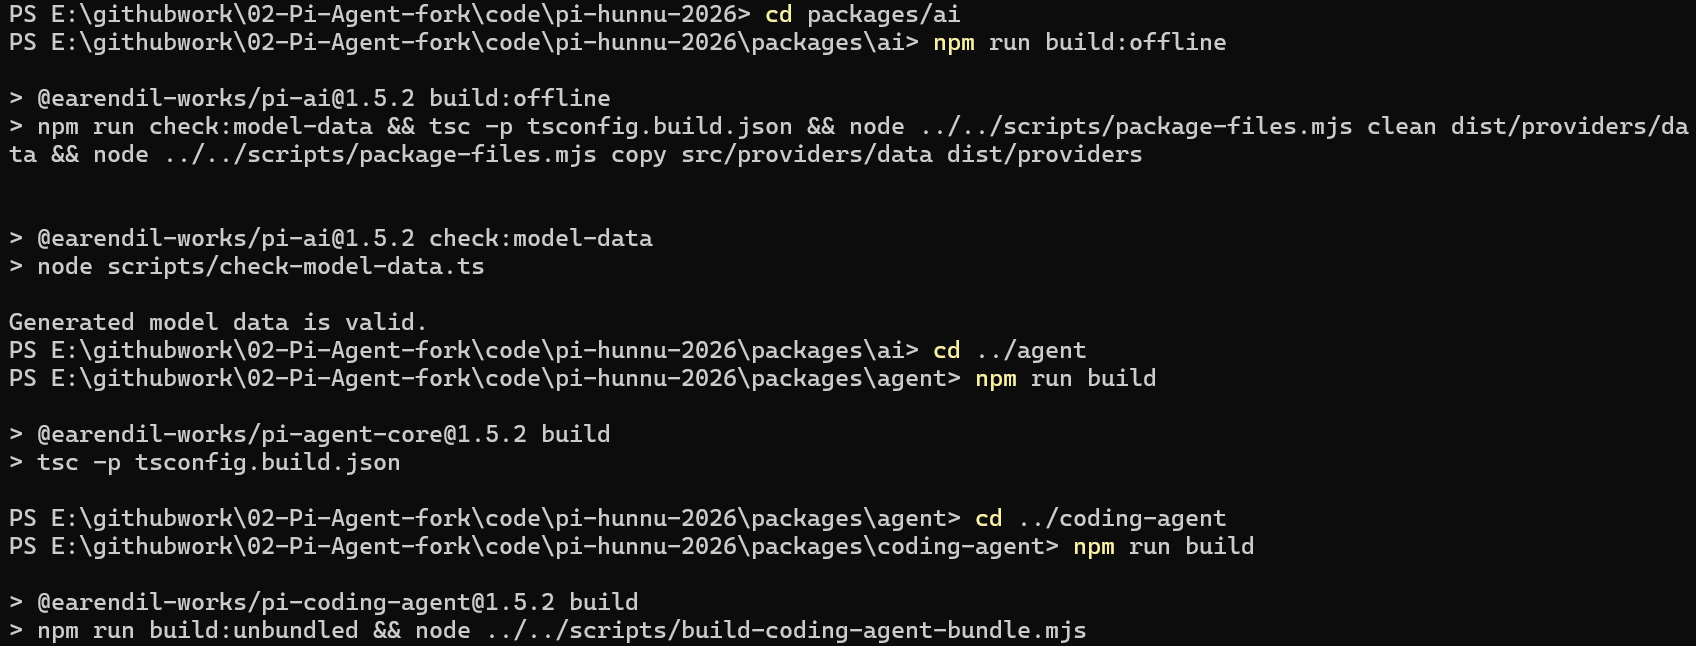 PS E:\githubwork\02-Pi-Agent-fork\code\pi-hunnu-2026> cd packages/ai
PS E:\githubwork\02-Pi-Agent-fork\code\pi-hunnu-2026\packages\ai> npm run build:offline
> @earendil-works/pi-ai@1.5.2 build:offline
> npm run check:model-data && tsc -p tsconfig.build.json && node ../../scripts/package-files.mjs clean dist/providers/da
ta && node ../../scripts/package-files.mjs copy src/providers/data dist/providers
> @earendil-works/pi-ai@1.5.2 check:model-data
> node scripts/check-model-data.ts
Generated model data is valid.
PS E:\githubwork\02-Pi-Agent-fork\code\pi-hunnu-2026\packages\ai> cd ../agent
PS E:\githubwork\02-Pi-Agent-fork\code\pi-hunnu-2026\packages\agent> npm run build
> @earendil-works/pi-agent-core@1.5.2 build
> tsc -p tsconfig.build.json
PS E:\githubwork\02-Pi-Agent-fork\code\pi-hunnu-2026\packages\agent> cd ../coding-agent
PS E:\githubwork\02-Pi-Agent-fork\code\pi-hunnu-2026\packages\coding-agent> npm run build
> @earendil-works/pi-coding-agent@1.5.2 build
> npm run build:unbundled && node ../../scripts/build-coding-agent-bundle.mjs